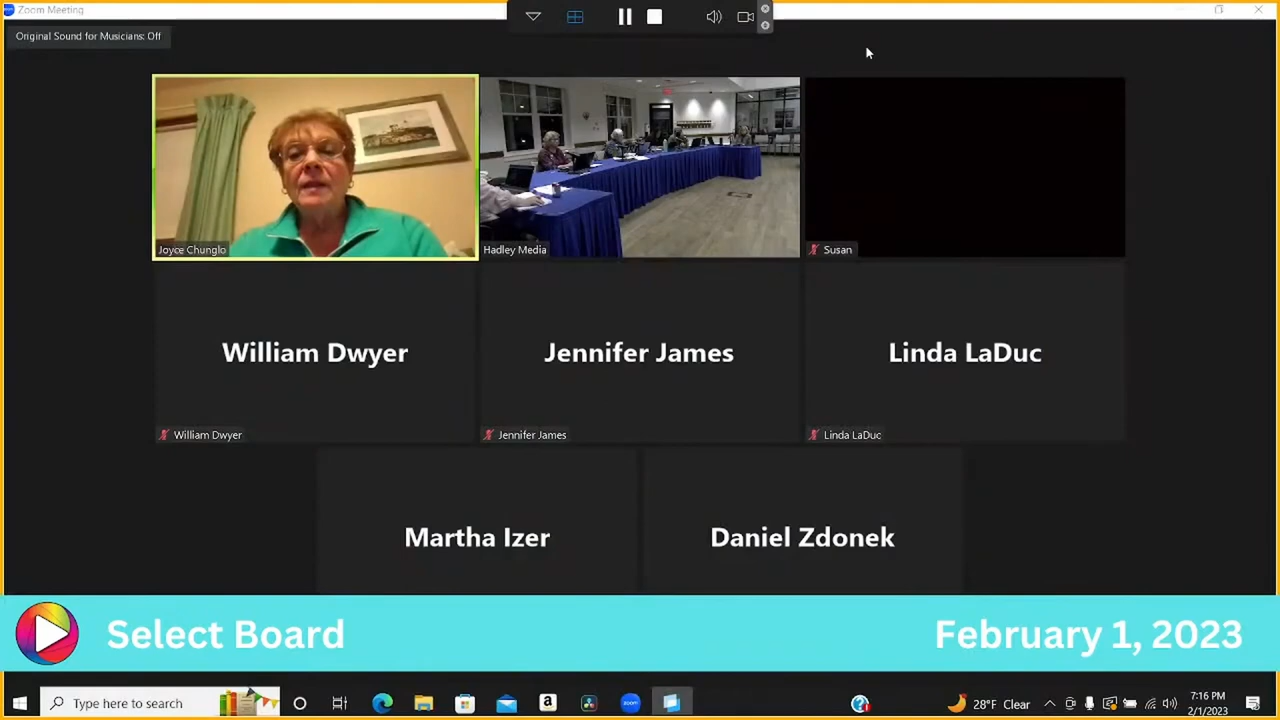 Zoom Meeting
Original Sound for Musicians: Off
Joyce Chunglo
Hadley Media
Susan
William Dwyer
Jennifer James
Linda LaDuc
William Dwyer
Jennifer James
Linda LaDuc
Martha Izer
Daniel Zdonek
Select Board
February 1, 2023
Type here to search
a
zoom
28°F Clear
7:16 PM
2/1/2023